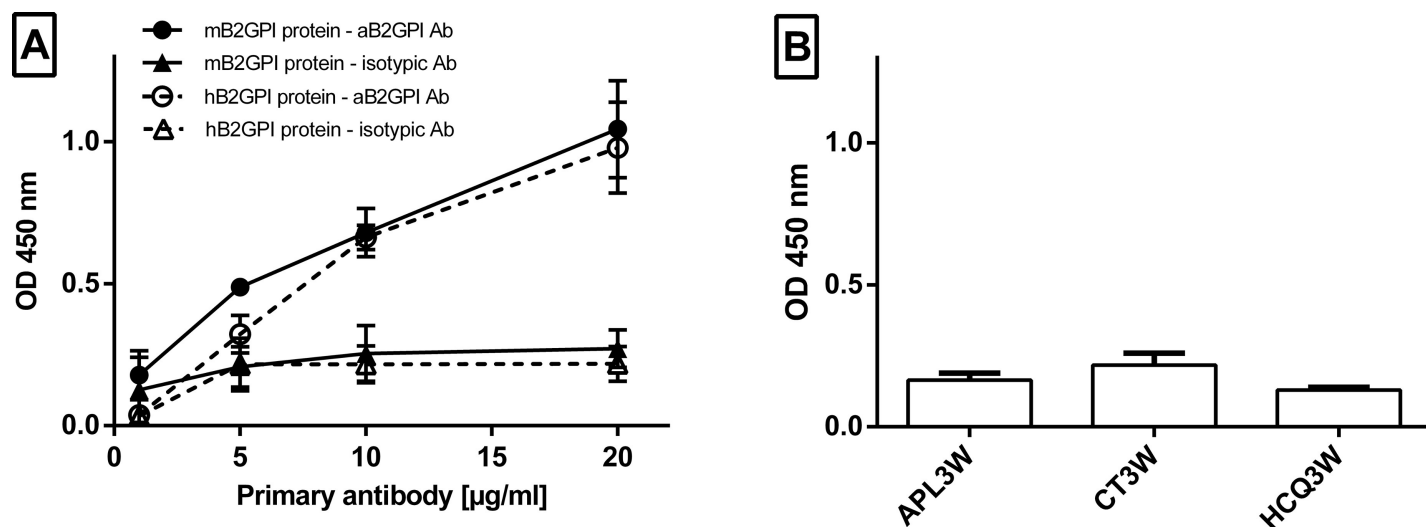 A
mB2GPI protein - aB2GPI Ab
mB2GPI protein - isotypic Ab
hB2GPI protein - aB2GPI Ab
hB2GPI protein - isotypic Ab
OD 450 nm
1.0
0.5
0.0
0 5 10 15 20
Primary antibody [µg/ml]
B
OD 450 nm
1.0
0.5
0.0
APL3W
CT3W
HCQ3W